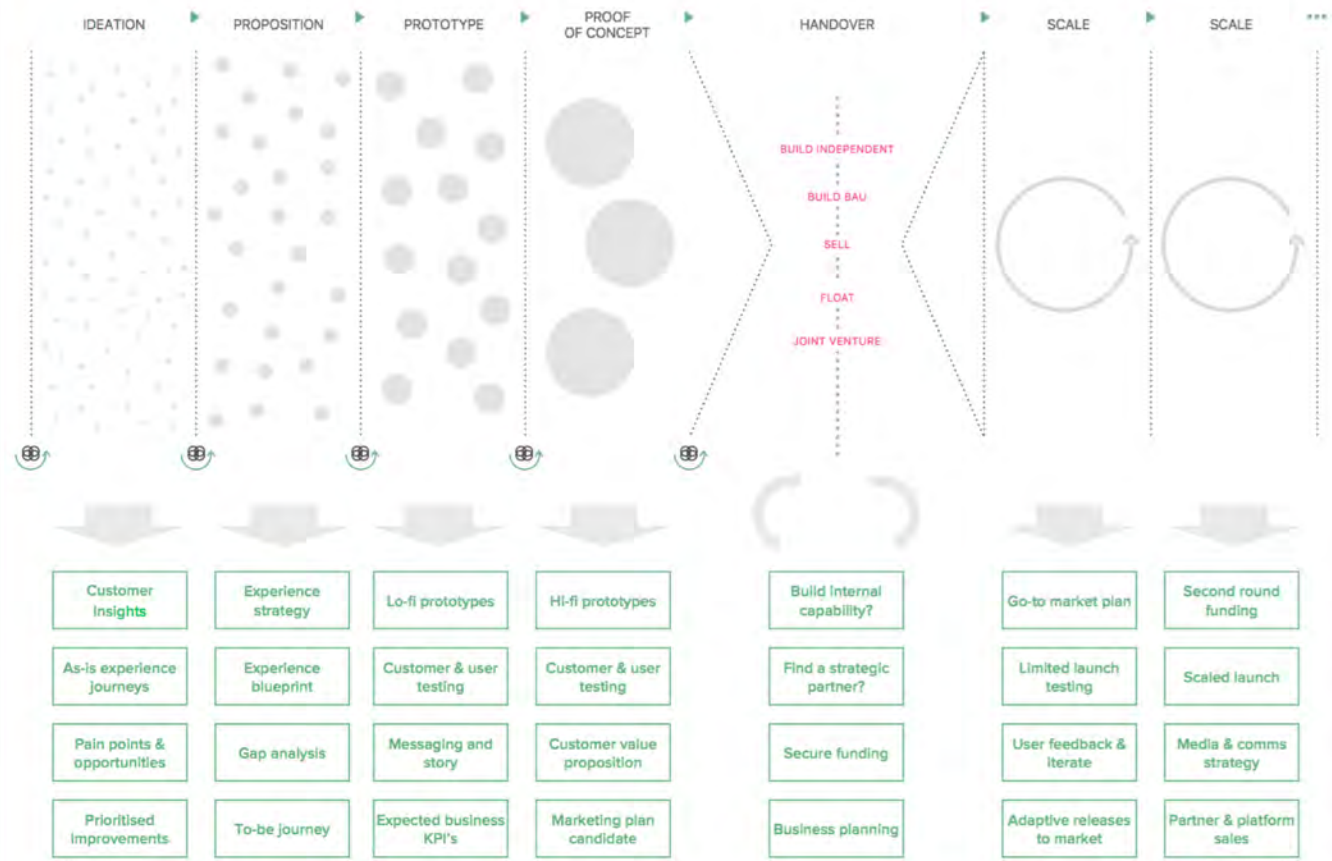 IDEATION
PROPOSITION
PROTOTYPE
PROOF
OF CONCEPT
HANDOVER
SCALE
SCALE
BUILD INDEPENDENT
BUILD BAU
SELL
FLOAT
JOINT VENTURE
Customer
insights
Experience
strategy
Lo-fi prototypes
Hi-fi prototypes
Build internal
capability?
Go-to market plan
Second round
funding
As-is experience
journeys
Experience
blueprint
Customer & user
testing
Customer & user
testing
Find a strategic
partner?
Limited launch
testing
Scaled launch
Pain points &
opportunities
Gap analysis
Messaging and
story
Customer value
proposition
Secure funding
User feedback &
iterate
Media & comms
strategy
Prioritised
improvements
To-be journey
Expected business
KPI's
Marketing plan
candidate
Business planning
Adaptive releases
to market
Partner & platform
sales